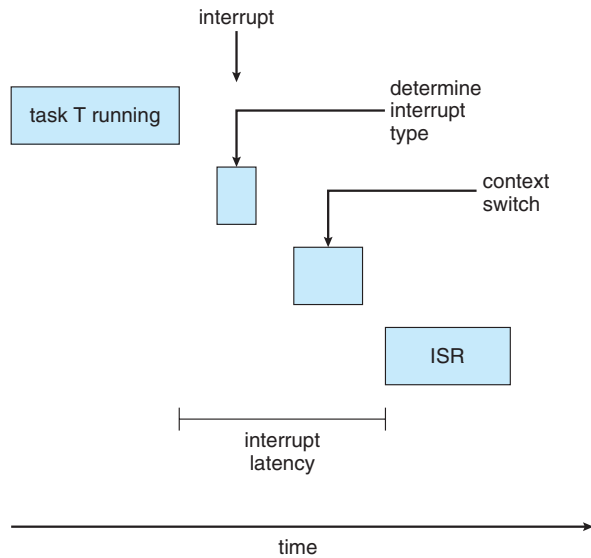 interrupt
task T running
determine
interrupt
type
context
switch
ISR
interrupt
latency
time